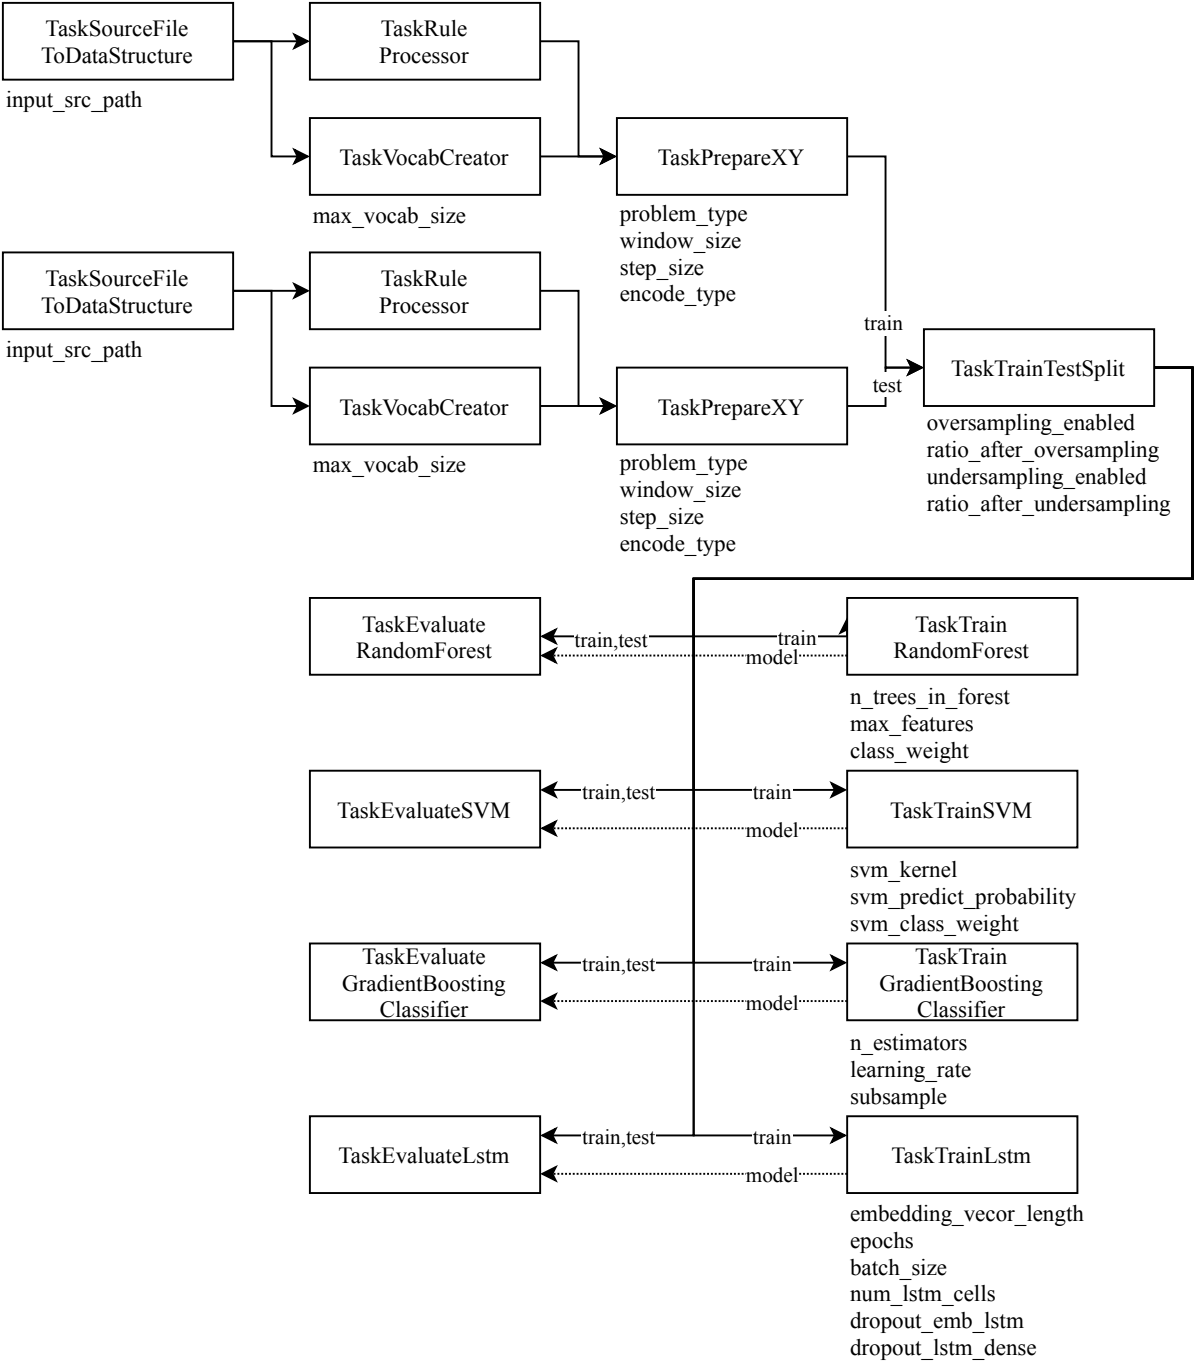 TaskSourceFile
ToDataStructure
input_src_path
TaskRule
Processor
TaskVocabCreator
max_vocab_size
TaskPrepareXY
problem_type
window_size
step_size
encode_type
TaskSourceFile
ToDataStructure
input_src_path
TaskRule
Processor
TaskVocabCreator
max_vocab_size
TaskPrepareXY
problem_type
window_size
step_size
encode_type
train
test
TaskTrainTestSplit
oversampling_enabled
ratio_after_oversampling
undersampling_enabled
ratio_after_undersampling
TaskEvaluate
RandomForest
train,test
train
model
TaskTrain
RandomForest
n_trees_in_forest
max_features
class_weight
TaskEvaluateSVM
train,test
train
model
TaskTrainSVM
svm_kernel
svm_predict_probability
svm_class_weight
TaskEvaluate
GradientBoosting
Classifier
train,test
train
model
TaskTrain
GradientBoosting
Classifier
n_estimators
learning_rate
subsample
TaskEvaluateLstm
train,test
train
model
TaskTrainLstm
embedding_vecor_length
epochs
batch_size
num_lstm_cells
dropout_emb_lstm
dropout_lstm_dense